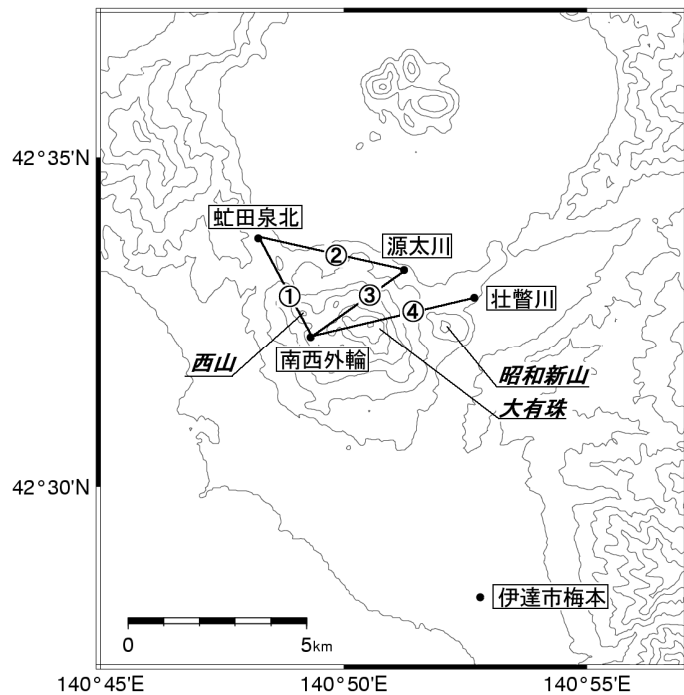 42°35'N
虻田泉北
源太川
②
①
③
④
壮瞥川
西山
南西外輪
昭和新山
大有珠
42°30'N
伊達市梅本
0
5km
140°45'E
140°50'E
140°55'E